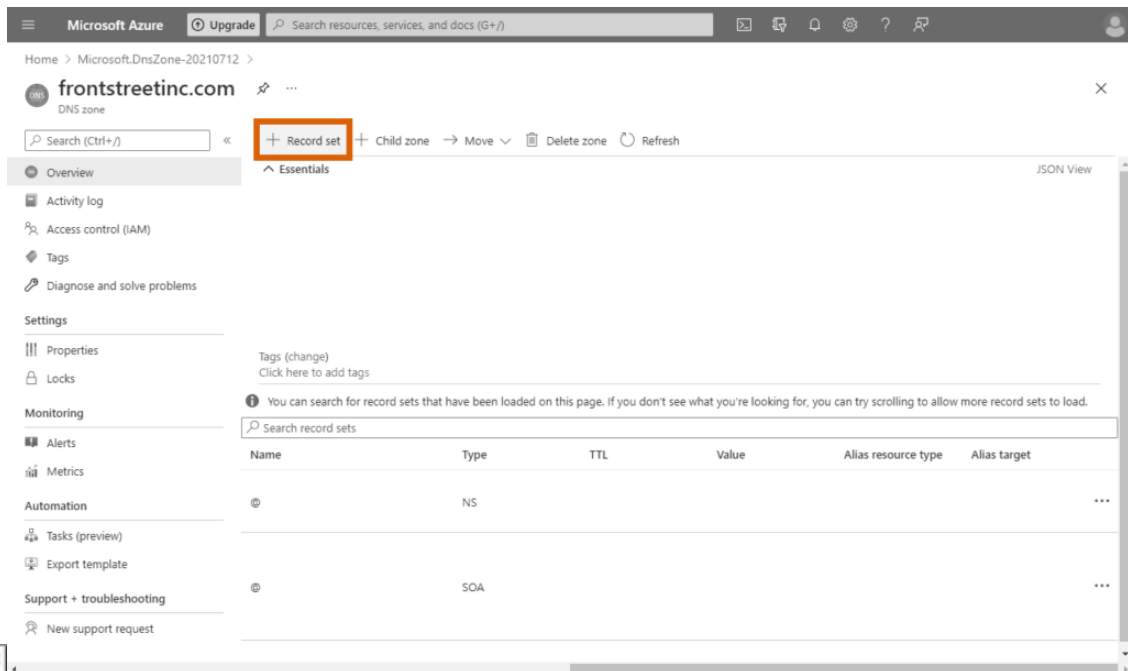 Microsoft Azure
Upgrade
Search resources, services, and docs (G+/)
Home > Microsoft.DnsZone-20210712 >
DNS
frontstreetinc.com
DNS zone
Search (Ctrl+/)
Record set
Child zone
Move
Delete zone
Refresh
Overview
Activity log
Access control (IAM)
Tags
Diagnose and solve problems
Settings
Properties
Locks
Monitoring
Alerts
Metrics
Automation
Tasks (preview)
Export template
Support + troubleshooting
New support request
Essentials
JSON View
Tags (change)
Click here to add tags
You can search for record sets that have been loaded on this page. If you don't see what you're looking for, you can try scrolling to allow more record sets to load.
Search record sets
Name Type TTL Value Alias resource type Alias target
@ NS
@ SOA